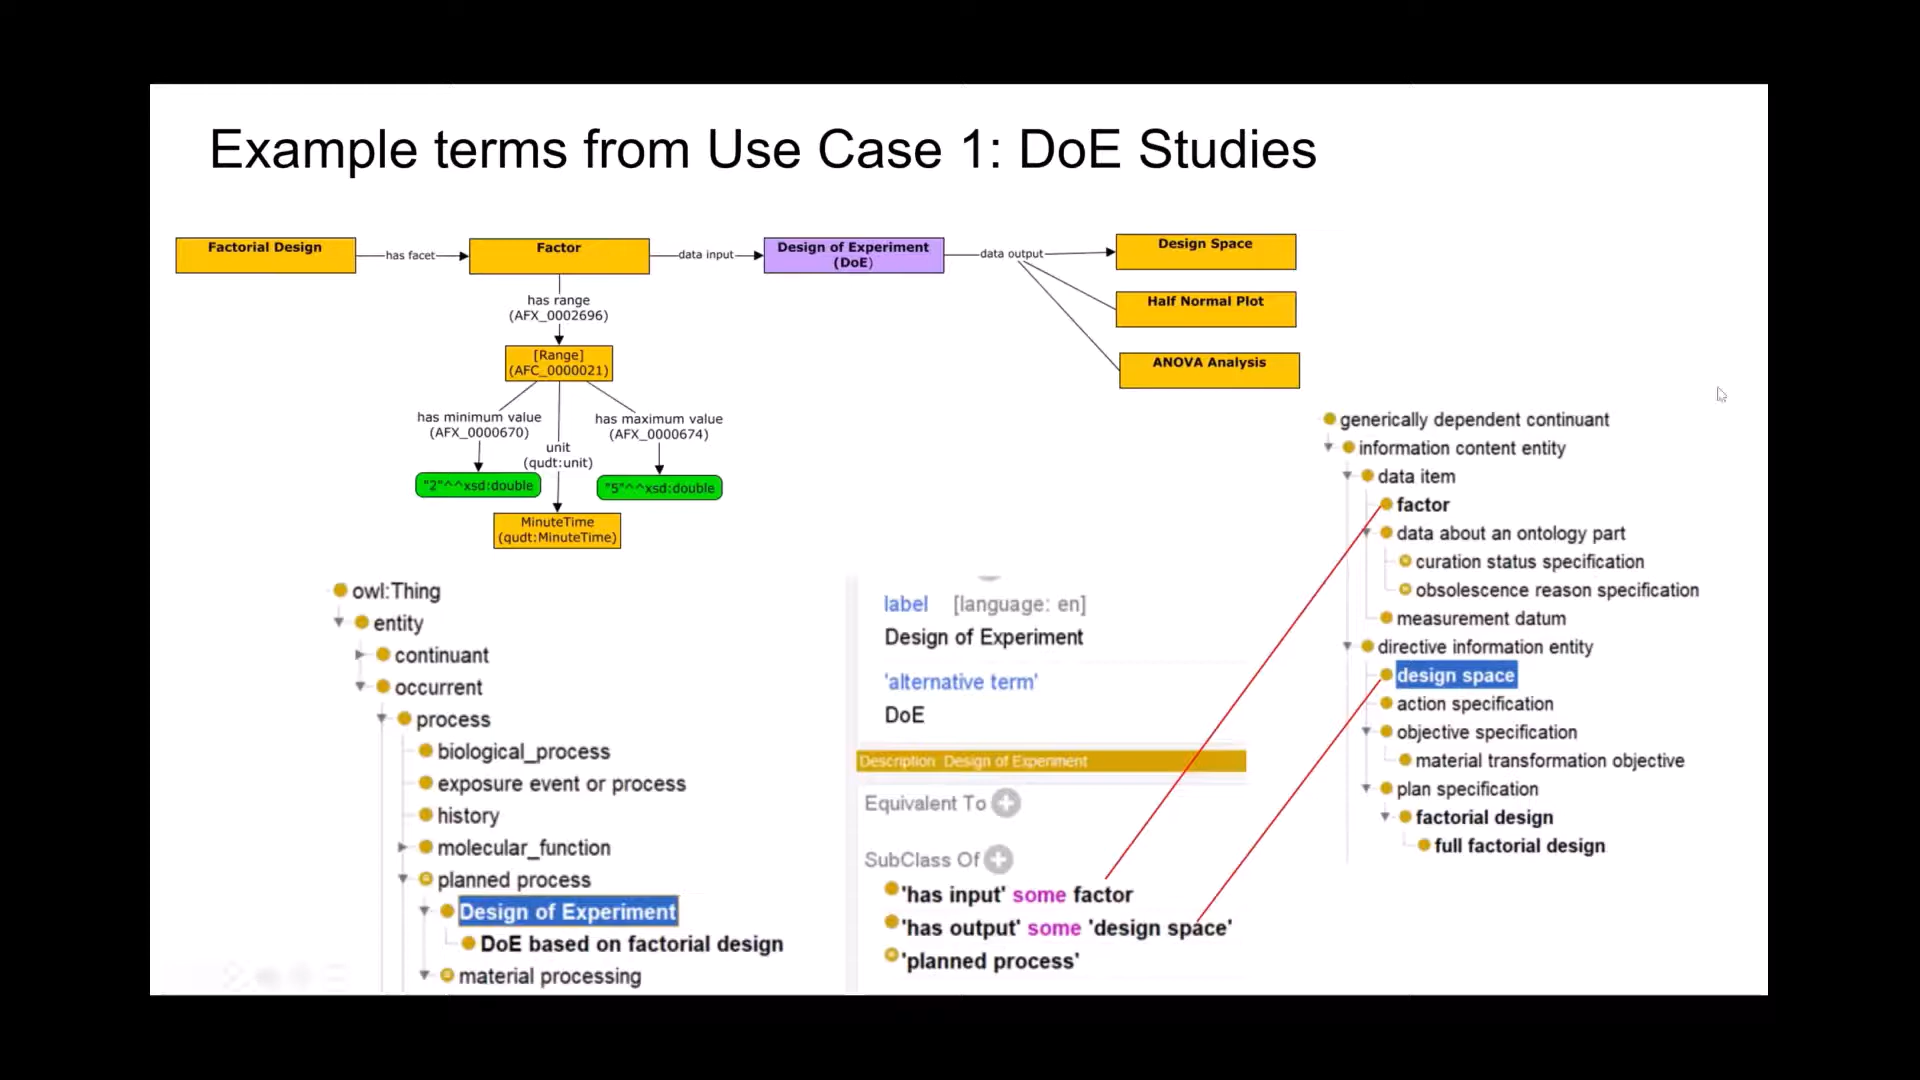 Example terms from Use Case 1: DoE Studies
Factorial Design
has facet
Factor
data input
Design of Experiment
(DoE)
data output
Design Space
Half Normal Plot
ANOVA Analysis
has range
(AFX_0002696)
[Range]
(AFC_0000021)
has minimum value
(AFX_0000670)
unit
(qudt:unit)
has maximum value
(AFX_0000674)
"2"^^xsd:double
"5"^^xsd:double
MinuteTime
(qudt:MinuteTime)
owl:Thing
entity
continuant
occurrent
process
biological_process
exposure event or process
history
molecular_function
planned process
Design of Experiment
DoE based on factorial design
material processing
label [language: en]
Design of Experiment
'alternative term'
DoE
Description Design of Experiment
Equivalent To
SubClass Of
'has input' some factor
'has output' some 'design space'
'planned process'
generically dependent continuant
information content entity
data item
factor
data about an ontology part
curation status specification
obsolescence reason specification
measurement datum
directive information entity
design space
action specification
objective specification
material transformation objective
plan specification
factorial design
full factorial design